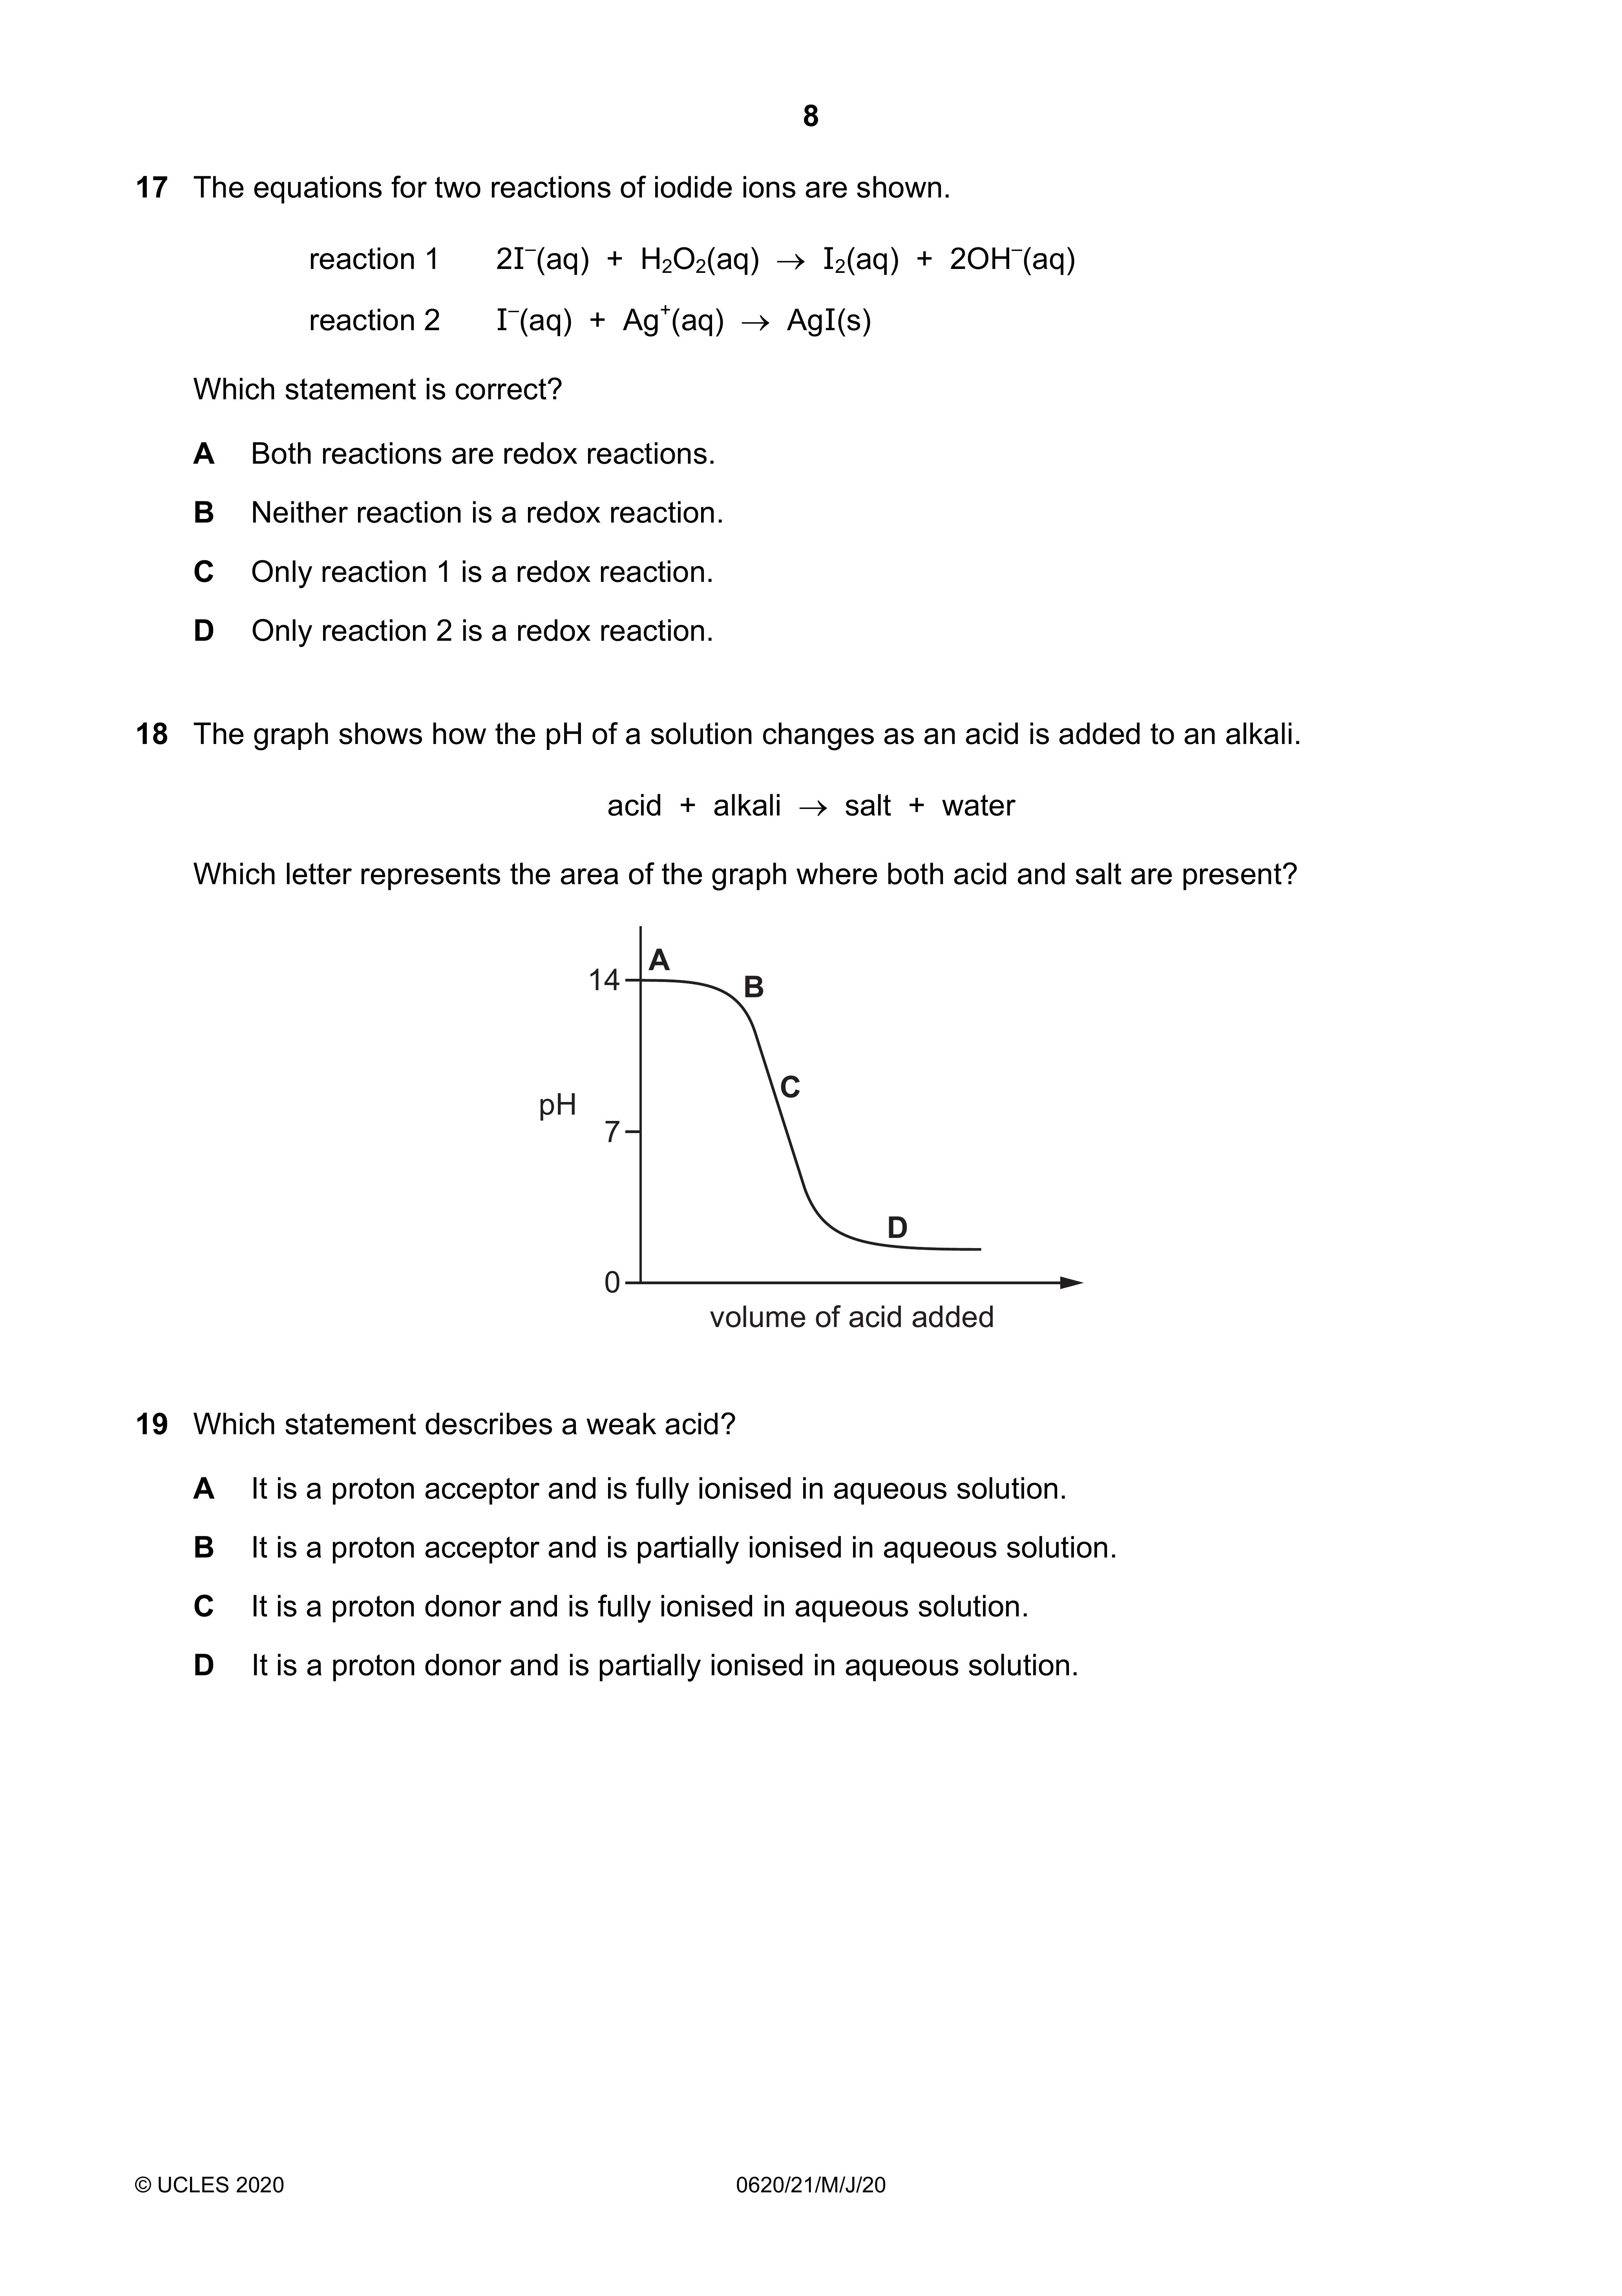 8
17 The equations for two reactions of iodide ions are shown.
reaction 1 2I⁻(aq) + H₂O₂(aq) → I₂(aq) + 2OH⁻(aq)
reaction 2 I⁻(aq) + Ag⁺(aq) → AgI(s)
Which statement is correct?
A Both reactions are redox reactions.
B Neither reaction is a redox reaction.
C Only reaction 1 is a redox reaction.
D Only reaction 2 is a redox reaction.
18 The graph shows how the pH of a solution changes as an acid is added to an alkali.
acid + alkali → salt + water
Which letter represents the area of the graph where both acid and salt are present?
A
14
B
C
pH
7
D
0
volume of acid added
19 Which statement describes a weak acid?
A It is a proton acceptor and is fully ionised in aqueous solution.
B It is a proton acceptor and is partially ionised in aqueous solution.
C It is a proton donor and is fully ionised in aqueous solution.
D It is a proton donor and is partially ionised in aqueous solution.
© UCLES 2020 0620/21/M/J/20